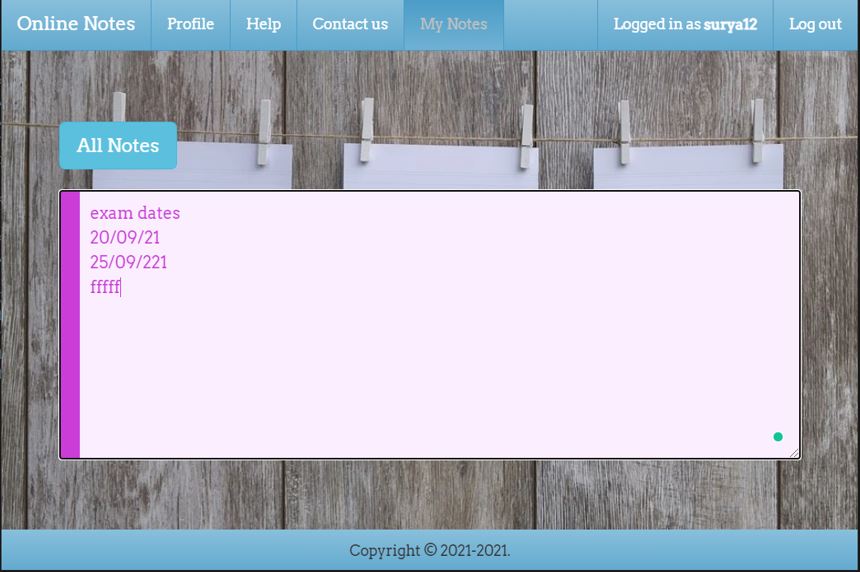 Online Notes Profile Help Contact us My Notes Logged in as surya12 Log out
All Notes
exam dates
20/09/21
25/09/221
fffff
Copyright © 2021-2021.